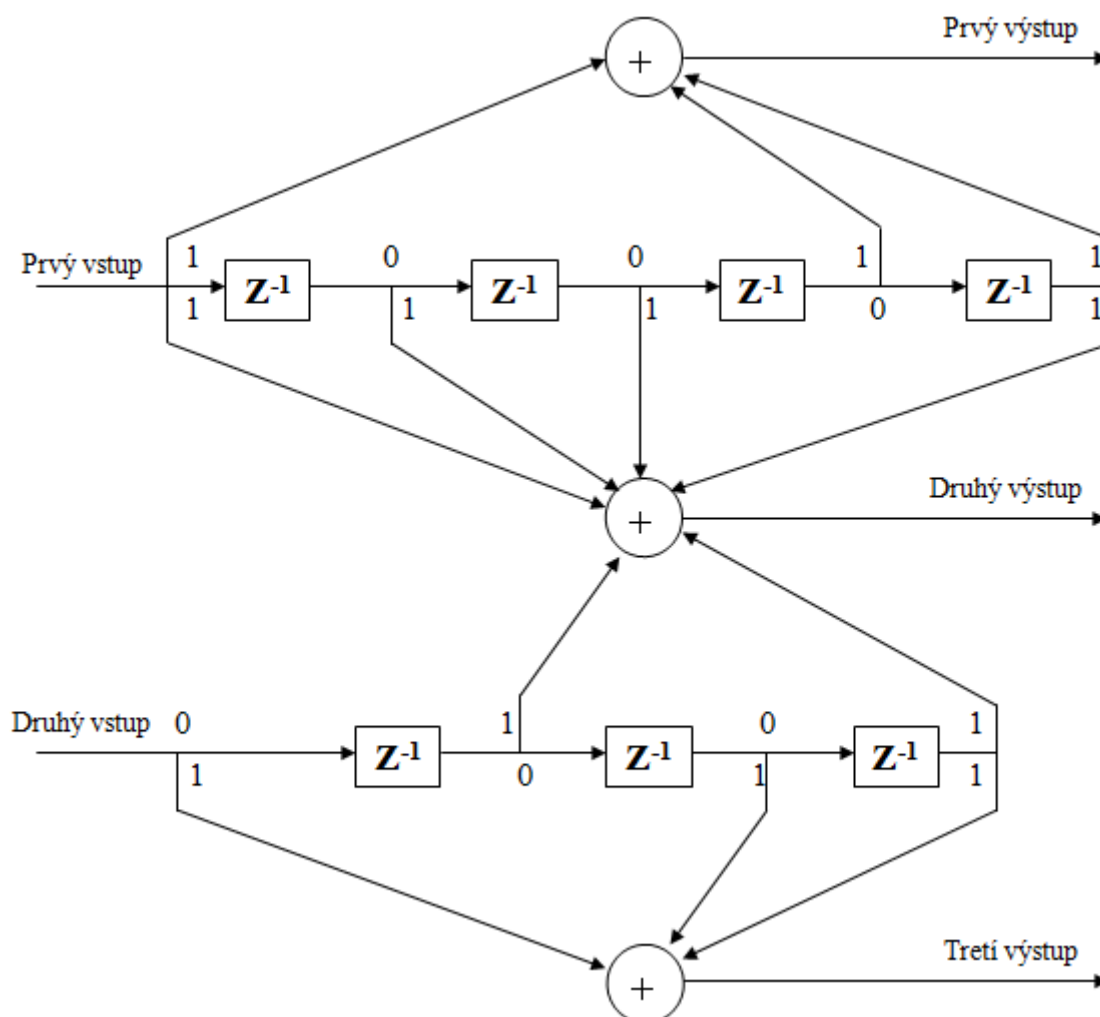 Prvý výstup
+
Prvý vstup 1 0 0 1 1
Z-1 Z-1 Z-1 Z-1
1 1 1 0 1
Druhý výstup
+
Druhý vstup 0 1 0 1
Z-1 Z-1 Z-1
1 0 1 1
Tretí výstup
+